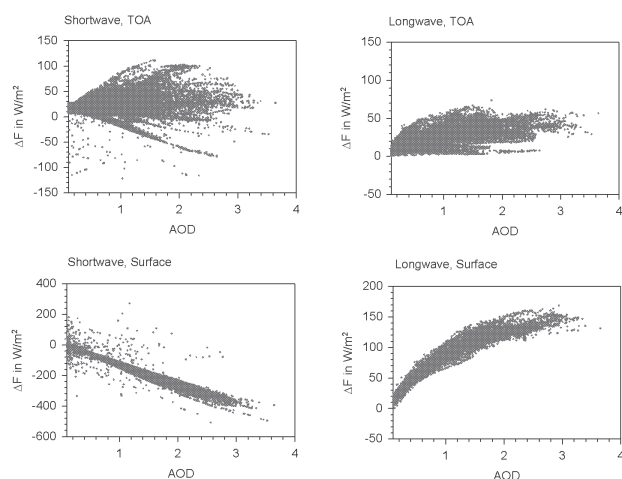 Shortwave, TOA
150
100
50
0
-50
-100
-150
ΔF in W/m²
1 2 3 4
AOD
Longwave, TOA
150
100
50
0
-50
ΔF in W/m²
1 2 3 4
AOD
Shortwave, Surface
400
200
0
-200
-400
-600
ΔF in W/m²
1 2 3 4
AOD
Longwave, Surface
200
150
100
50
0
-50
ΔF in W/m²
1 2 3 4
AOD